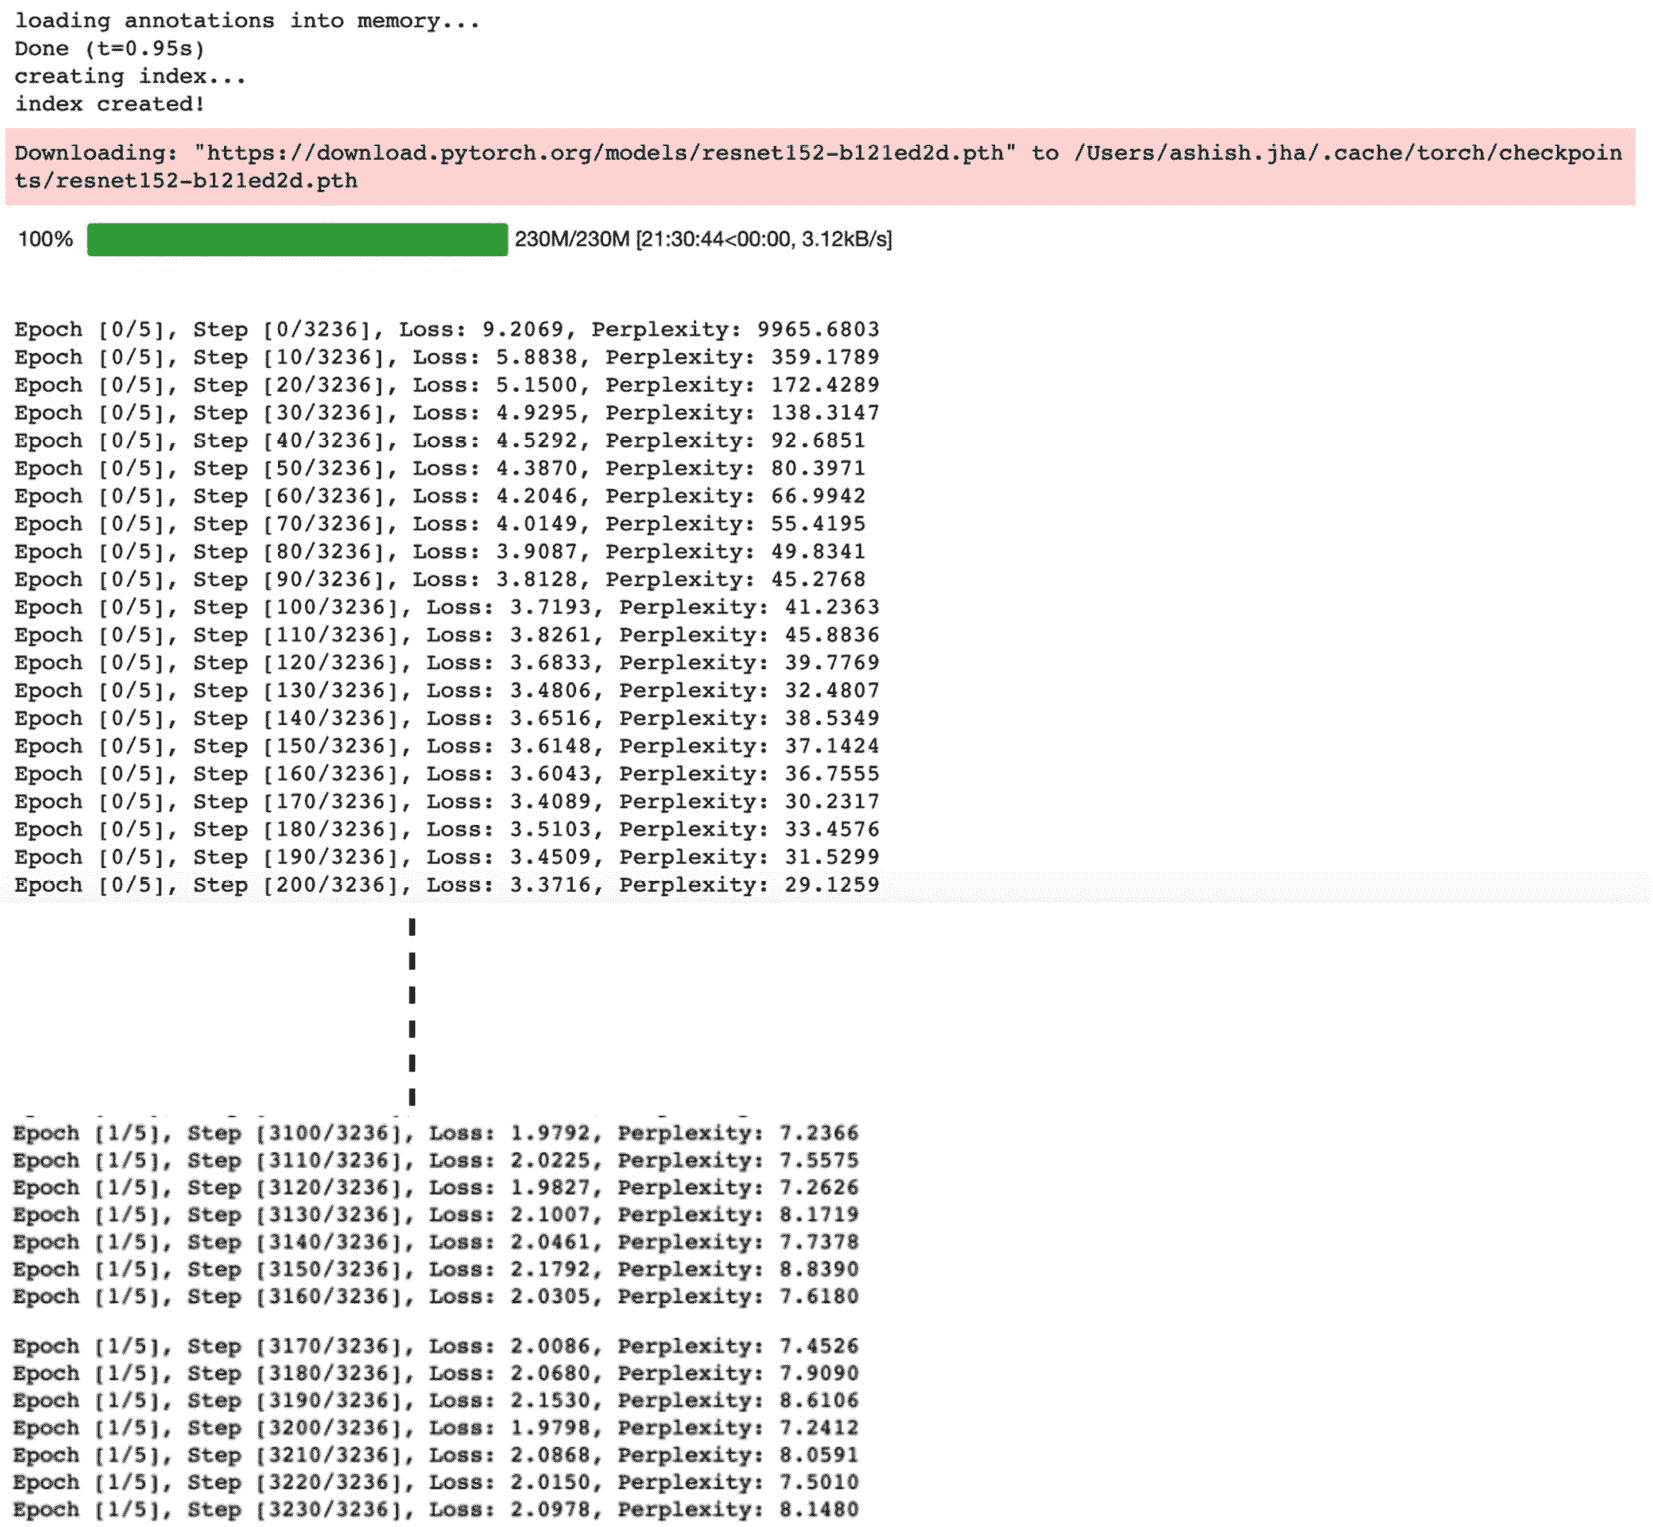 loading annotations into memory...
Done (t=0.95s)
creating index...
index created!
Downloading: "https://download.pytorch.org/models/resnet152-b121ed2d.pth" to /Users/ashish.jha/.cache/torch/checkpoin
ts/resnet152-b121ed2d.pth
100% 230M/230M [21:30:44<00:00, 3.12kB/s]
Epoch [0/5], Step [0/3236], Loss: 9.2069, Perplexity: 9965.6803
Epoch [0/5], Step [10/3236], Loss: 5.8838, Perplexity: 359.1789
Epoch [0/5], Step [20/3236], Loss: 5.1500, Perplexity: 172.4289
Epoch [0/5], Step [30/3236], Loss: 4.9295, Perplexity: 138.3147
Epoch [0/5], Step [40/3236], Loss: 4.5292, Perplexity: 92.6851
Epoch [0/5], Step [50/3236], Loss: 4.3870, Perplexity: 80.3971
Epoch [0/5], Step [60/3236], Loss: 4.2046, Perplexity: 66.9942
Epoch [0/5], Step [70/3236], Loss: 4.0149, Perplexity: 55.4195
Epoch [0/5], Step [80/3236], Loss: 3.9087, Perplexity: 49.8341
Epoch [0/5], Step [90/3236], Loss: 3.8128, Perplexity: 45.2768
Epoch [0/5], Step [100/3236], Loss: 3.7193, Perplexity: 41.2363
Epoch [0/5], Step [110/3236], Loss: 3.8261, Perplexity: 45.8836
Epoch [0/5], Step [120/3236], Loss: 3.6833, Perplexity: 39.7769
Epoch [0/5], Step [130/3236], Loss: 3.4806, Perplexity: 32.4807
Epoch [0/5], Step [140/3236], Loss: 3.6516, Perplexity: 38.5349
Epoch [0/5], Step [150/3236], Loss: 3.6148, Perplexity: 37.1424
Epoch [0/5], Step [160/3236], Loss: 3.6043, Perplexity: 36.7555
Epoch [0/5], Step [170/3236], Loss: 3.4089, Perplexity: 30.2317
Epoch [0/5], Step [180/3236], Loss: 3.5103, Perplexity: 33.4576
Epoch [0/5], Step [190/3236], Loss: 3.4509, Perplexity: 31.5299
Epoch [0/5], Step [200/3236], Loss: 3.3716, Perplexity: 29.1259
Epoch [1/5], Step [3100/3236], Loss: 1.9792, Perplexity: 7.2366
Epoch [1/5], Step [3110/3236], Loss: 2.0225, Perplexity: 7.5575
Epoch [1/5], Step [3120/3236], Loss: 1.9827, Perplexity: 7.2626
Epoch [1/5], Step [3130/3236], Loss: 2.1007, Perplexity: 8.1719
Epoch [1/5], Step [3140/3236], Loss: 2.0461, Perplexity: 7.7378
Epoch [1/5], Step [3150/3236], Loss: 2.1792, Perplexity: 8.8390
Epoch [1/5], Step [3160/3236], Loss: 2.0305, Perplexity: 7.6180
Epoch [1/5], Step [3170/3236], Loss: 2.0086, Perplexity: 7.4526
Epoch [1/5], Step [3180/3236], Loss: 2.0680, Perplexity: 7.9090
Epoch [1/5], Step [3190/3236], Loss: 2.1530, Perplexity: 8.6106
Epoch [1/5], Step [3200/3236], Loss: 1.9798, Perplexity: 7.2412
Epoch [1/5], Step [3210/3236], Loss: 2.0868, Perplexity: 8.0591
Epoch [1/5], Step [3220/3236], Loss: 2.0150, Perplexity: 7.5010
Epoch [1/5], Step [3230/3236], Loss: 2.0978, Perplexity: 8.1480